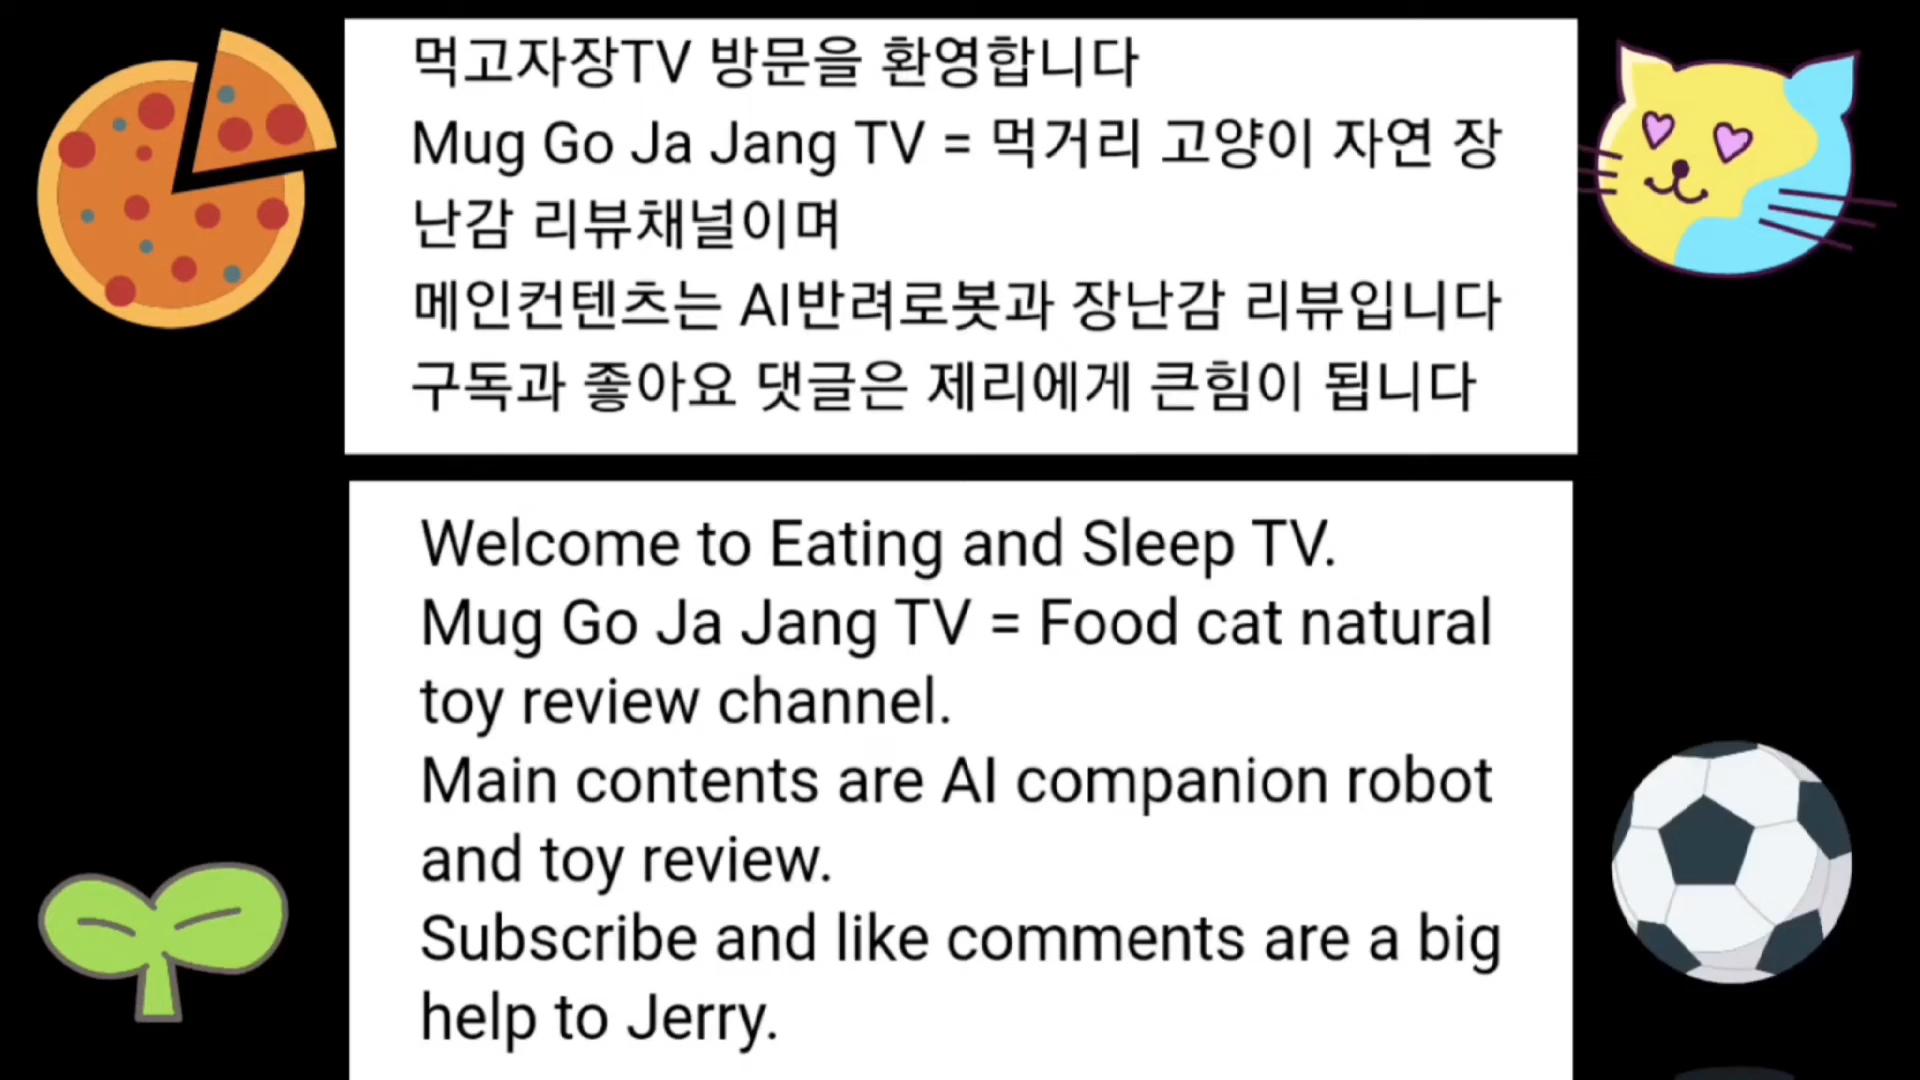 먹고자장TV 방문을 환영합니다
Mug Go Ja Jang TV = 먹거리 고양이 자연 장
난감 리뷰채널이며
메인컨텐츠는 AI반려로봇과 장난감 리뷰입니다
구독과 좋아요 댓글은 제리에게 큰힘이 됩니다
Welcome to Eating and Sleep TV.
Mug Go Ja Jang TV = Food cat natural
toy review channel.
Main contents are AI companion robot
and toy review.
Subscribe and like comments are a big
help to Jerry.